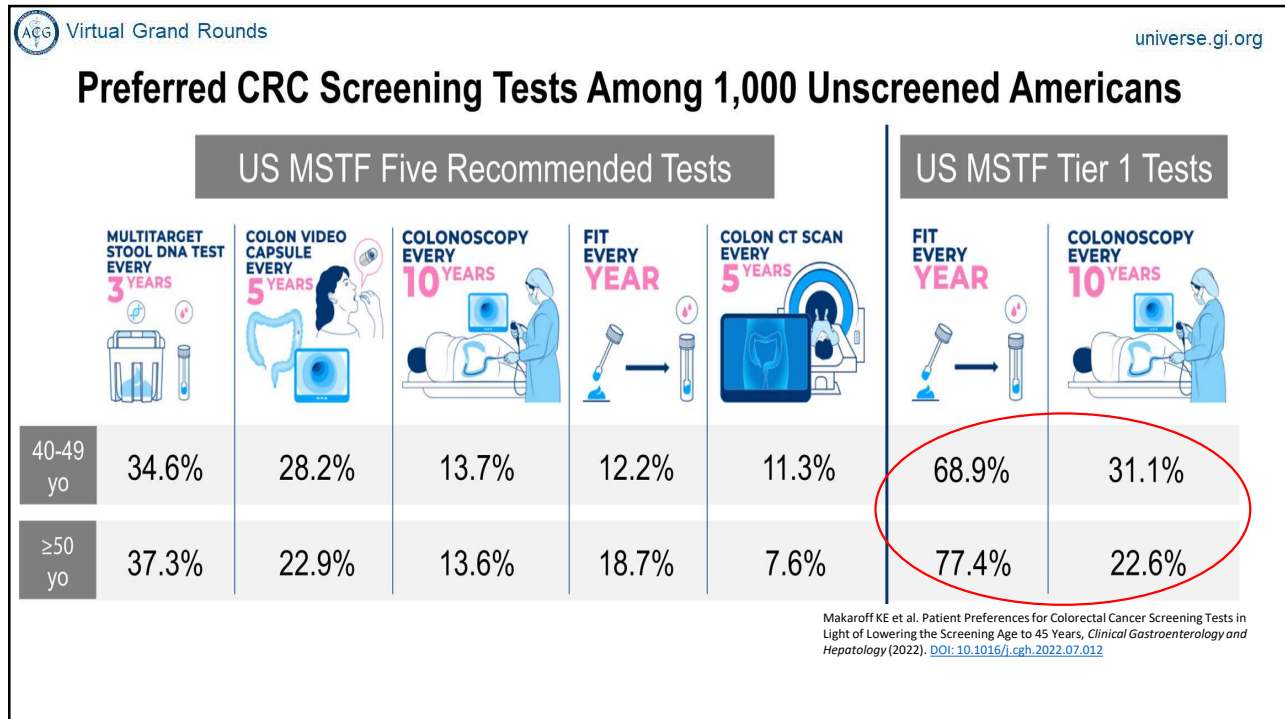 ACG
Virtual Grand Rounds
universe.gi.org
Preferred CRC Screening Tests Among 1,000 Unscreened Americans
US MSTF Five Recommended Tests
US MSTF Tier 1 Tests
MULTITARGET
STOOL DNA TEST
EVERY
3 YEARS
COLON VIDEO
CAPSULE
EVERY
5 YEARS
COLONOSCOPY
EVERY
10 YEARS
FIT
EVERY
YEAR
COLON CT SCAN
EVERY
5 YEARS
FIT
EVERY
YEAR
COLONOSCOPY
EVERY
10 YEARS
40-49
yo
34.6% 28.2% 13.7% 12.2% 11.3% 68.9% 31.1%
≥50
yo
37.3% 22.9% 13.6% 18.7% 7.6% 77.4% 22.6%
Makaroff KE et al. Patient Preferences for Colorectal Cancer Screening Tests in
Light of Lowering the Screening Age to 45 Years, Clinical Gastroenterology and
Hepatology (2022). DOI: 10.1016/j.cgh.2022.07.012